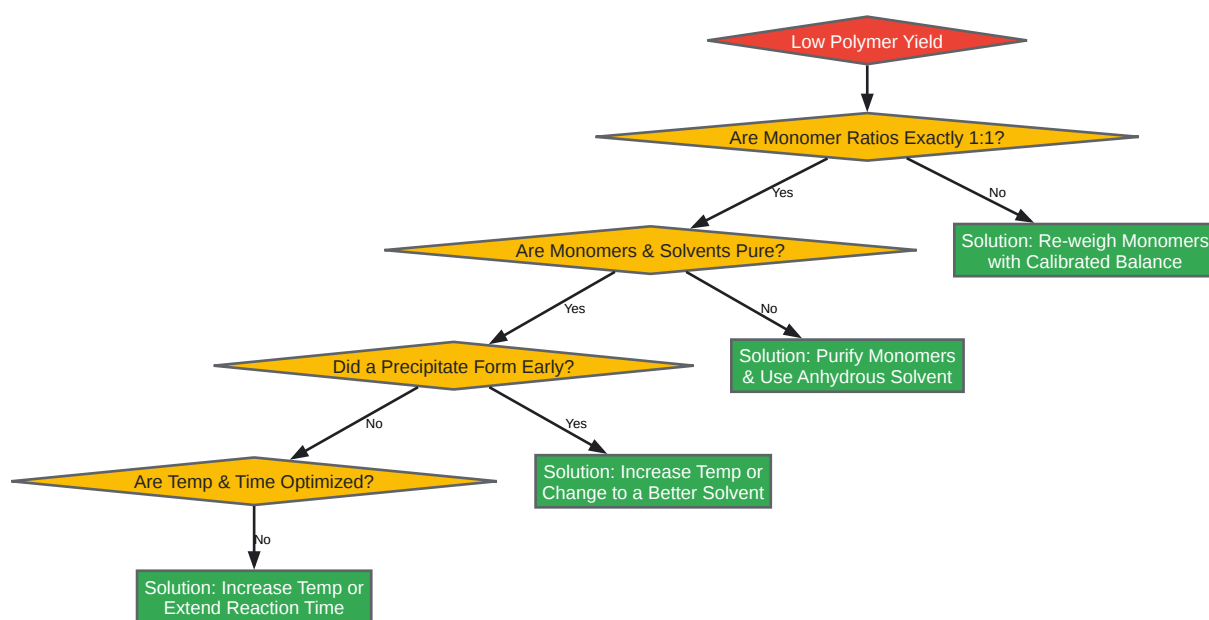 Low Polymer Yield
Are Monomer Ratios Exactly 1:1?
Yes
No
Solution: Re-weigh Monomers
with Calibrated Balance
Are Monomers & Solvents Pure?
Yes
No
Solution: Purify Monomers
& Use Anhydrous Solvent
Did a Precipitate Form Early?
No
Yes
Solution: Increase Temp or
Change to a Better Solvent
Are Temp & Time Optimized?
No
Solution: Increase Temp or
Extend Reaction Time